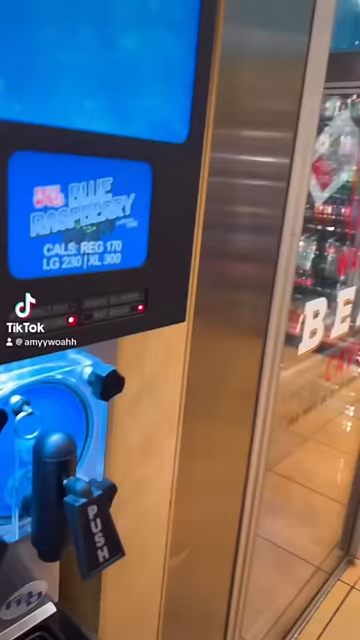 BLUE
RASPBERRY
CALS: REG 170
LG 230 | XL 300
TikTok
@amyywoahh
PUSH
BE